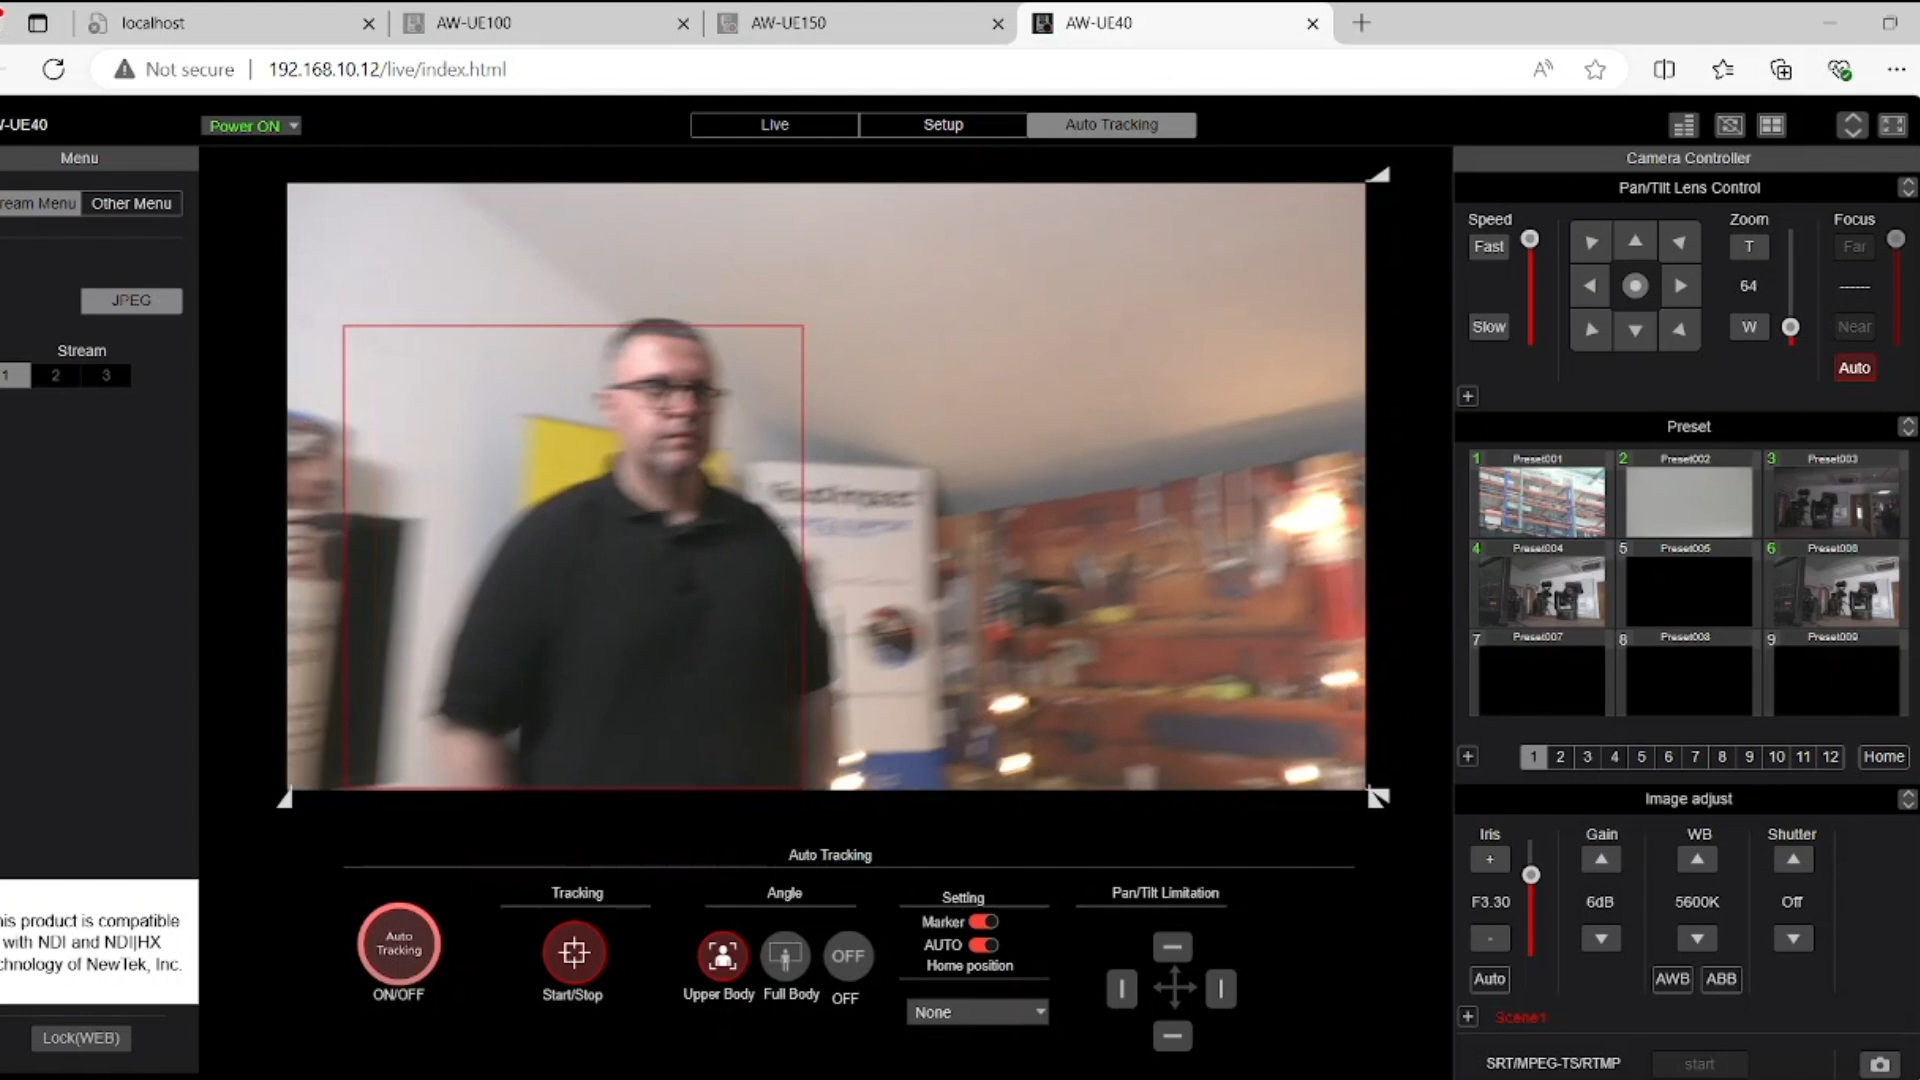 localhost
AW-UE100
AW-UE150
AW-UE40
Not secure
192.168.10.12/live/index.html
W-UE40
Power ON
Live
Setup
Auto Tracking
Menu
ream Menu
Other Menu
JPEG
Stream
1 2 3
his product is compatible
with NDI and NDI|HX
chnology of NewTek, Inc.
Lock(WEB)
Auto Tracking
Auto
Tracking
ON/OFF
Tracking
Start/Stop
Angle
OFF
Upper Body
Full Body
OFF
Setting
Marker
AUTO
Home position
None
Pan/Tilt Limitation
Camera Controller
Pan/Tilt Lens Control
Speed
Fast
Slow
Zoom
T
64
W
Focus
Far
------
Near
Auto
Preset
1 Preset001
2 Preset002
3 Preset003
4 Preset004
5 Preset005
6 Preset006
7 Preset007
8 Preset008
9 Preset009
1 2 3 4 5 6 7 8 9 10 11 12
Home
Image adjust
Iris
+
F3.30
-
Auto
Gain
6dB
WB
5600K
AWB
ABB
Shutter
Off
Scene1
SRT/MPEG-TS/RTMP
start